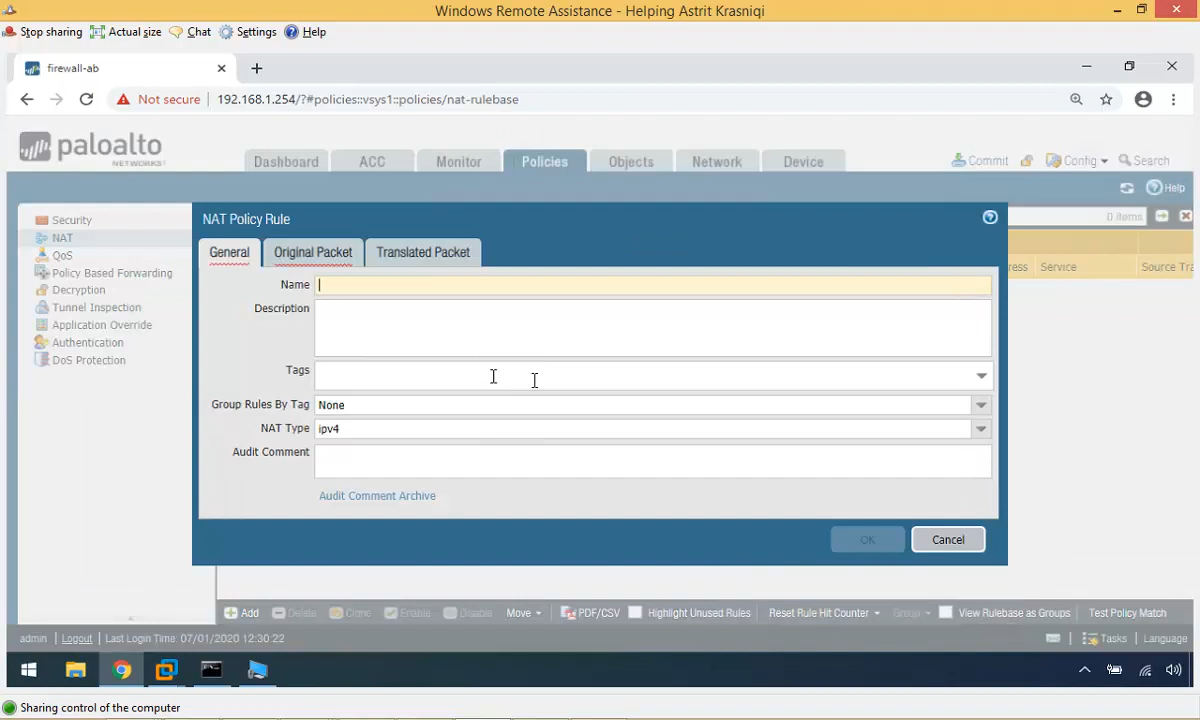 Windows Remote Assistance - Helping Astrit Krasniqi
Stop sharing Actual size Chat Settings Help
firewall-ab
Not secure 192.168.1.254/?#policies::vsys1::policies/nat-rulebase
paloalto
NETWORKS
Dashboard ACC Monitor Policies Objects Network Device
Commit Config Search
Help
0 items
Security
NAT
QoS
Policy Based Forwarding
Decryption
Tunnel Inspection
Application Override
Authentication
DoS Protection
ress Service Source Tra
NAT Policy Rule
General Original Packet Translated Packet
Name
Description
Tags
Group Rules By Tag None
NAT Type ipv4
Audit Comment
Audit Comment Archive
OK Cancel
Add Delete Clone Enable Disable Move PDF/CSV Highlight Unused Rules Reset Rule Hit Counter Group View Rulebase as Groups Test Policy Match
admin Logout Last Login Time: 07/01/2020 12:30:22
Tasks Language
Sharing control of the computer